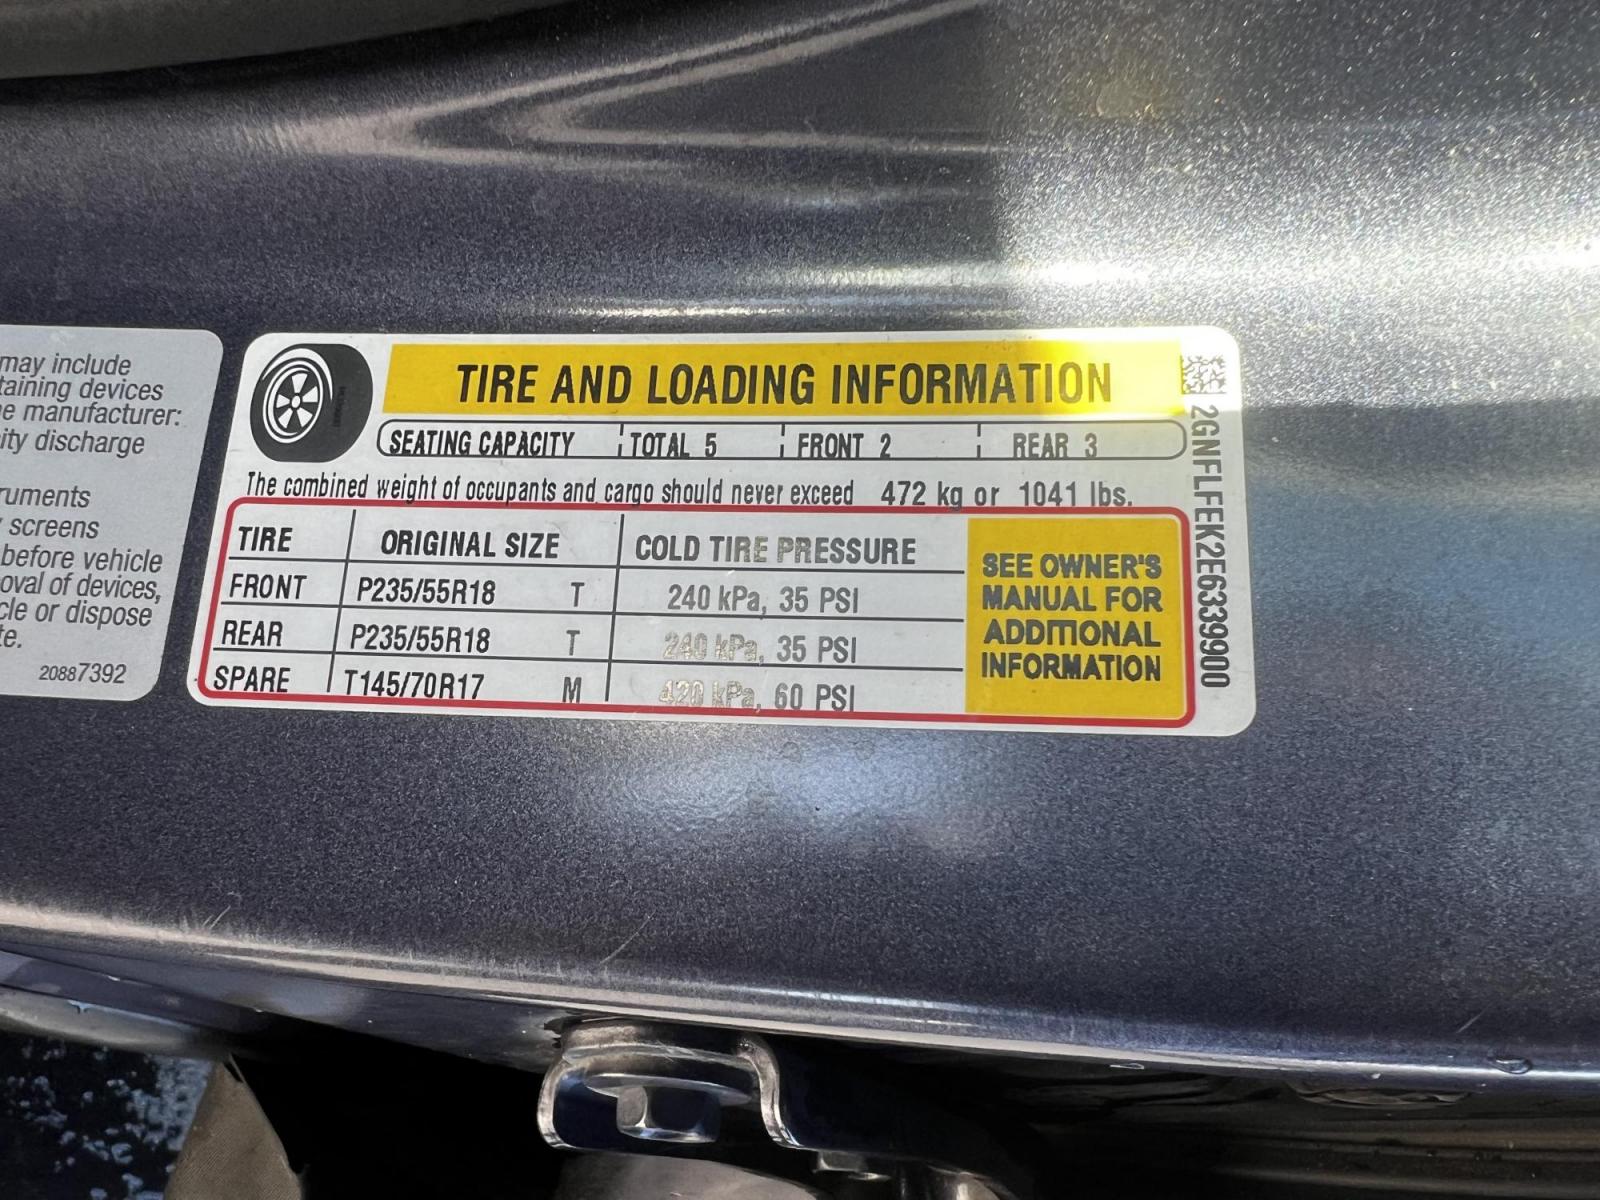 may include
taining devices
e manufacturer:
ity discharge
ruments
screens
before vehicle
oval of devices,
cle or dispose
te.
20887392
TIRE AND LOADING INFORMATION
SEATING CAPACITY TOTAL 5 FRONT 2 REAR 3
The combined weight of occupants and cargo should never exceed 472 kg or 1041 lbs.
TIRE ORIGINAL SIZE COLD TIRE PRESSURE
FRONT P235/55R18 T 240 kPa, 35 PSI
REAR P235/55R18 T 240 kPa, 35 PSI
SPARE T145/70R17 M 420 kPa, 60 PSI
SEE OWNER'S
MANUAL FOR
ADDITIONAL
INFORMATION
2GNFLFEK2E6339900